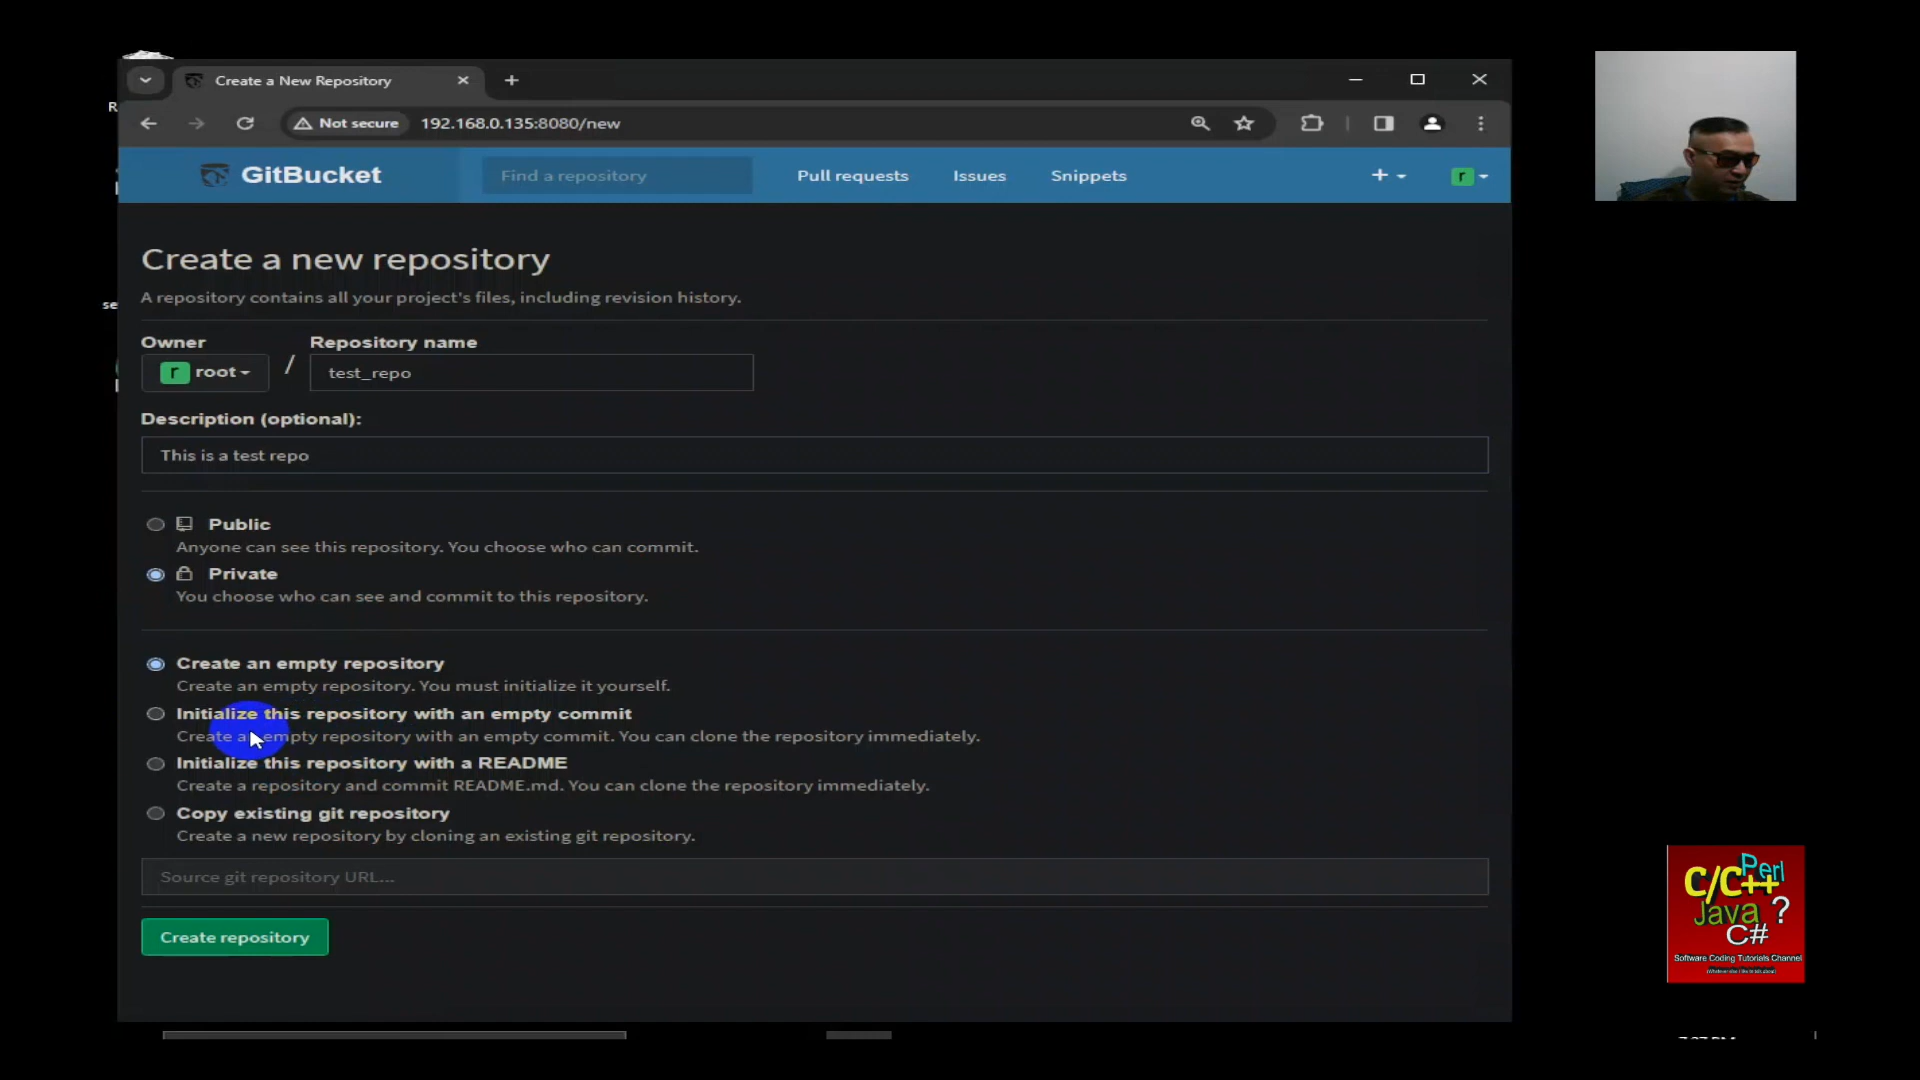 R
Create a New Repository
Not secure
192.168.0.135:8080/new
GitBucket
Find a repository
Pull requests
Issues
Snippets
r
Create a new repository
A repository contains all your project's files, including revision history.
Owner
Repository name
r root
/
test_repo
se
Description (optional):
This is a test repo
Public
Anyone can see this repository. You choose who can commit.
Private
You choose who can see and commit to this repository.
Create an empty repository
Create an empty repository. You must initialize it yourself.
Initialize this repository with an empty commit
Create an empty repository with an empty commit. You can clone the repository immediately.
Initialize this repository with a README
Create a repository and commit README.md. You can clone the repository immediately.
Copy existing git repository
Create a new repository by cloning an existing git repository.
Source git repository URL...
Create repository
Perl
C/C++
Java ?
C#
Software Coding Tutorials Channel